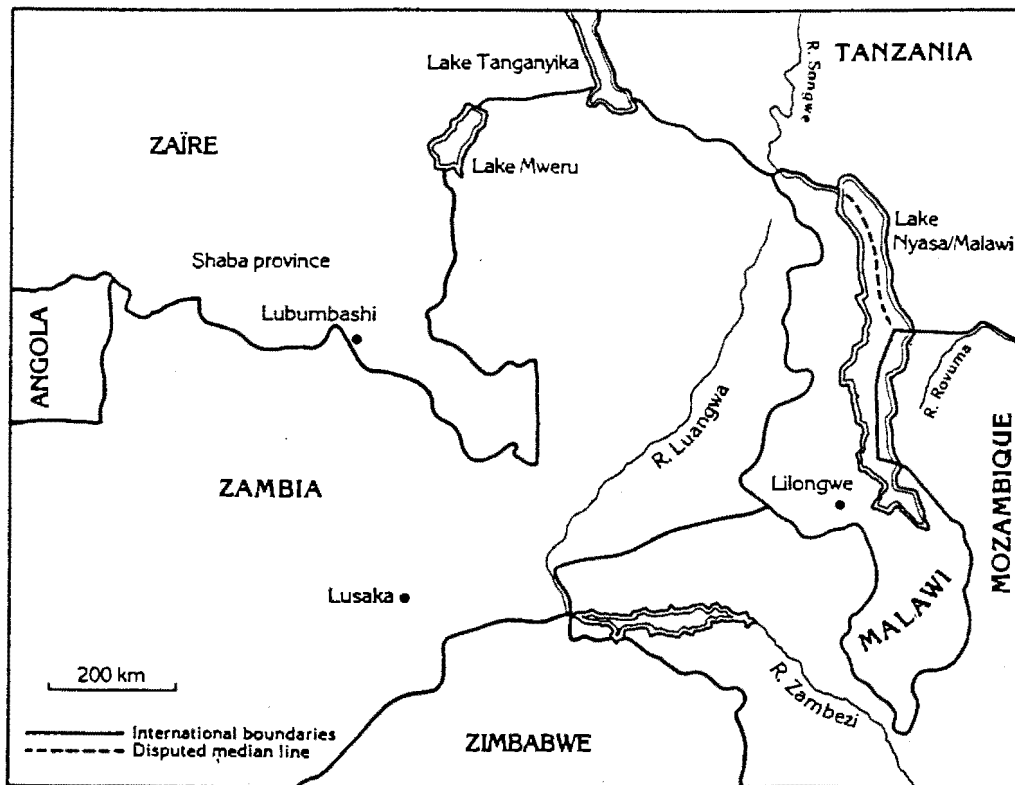 Lake Tanganyika
R. Songwe
TANZANIA
ZAÏRE
Lake Mweru
Lake
Nyasa/Malawi
Shaba province
Lubumbashi
ANGOLA
R. Rovuma
R. Luangwa
ZAMBIA
Lilongwe
MOZAMBIQUE
Lusaka
MALAWI
200 km
R. Zambezi
International boundaries
Disputed median line
ZIMBABWE